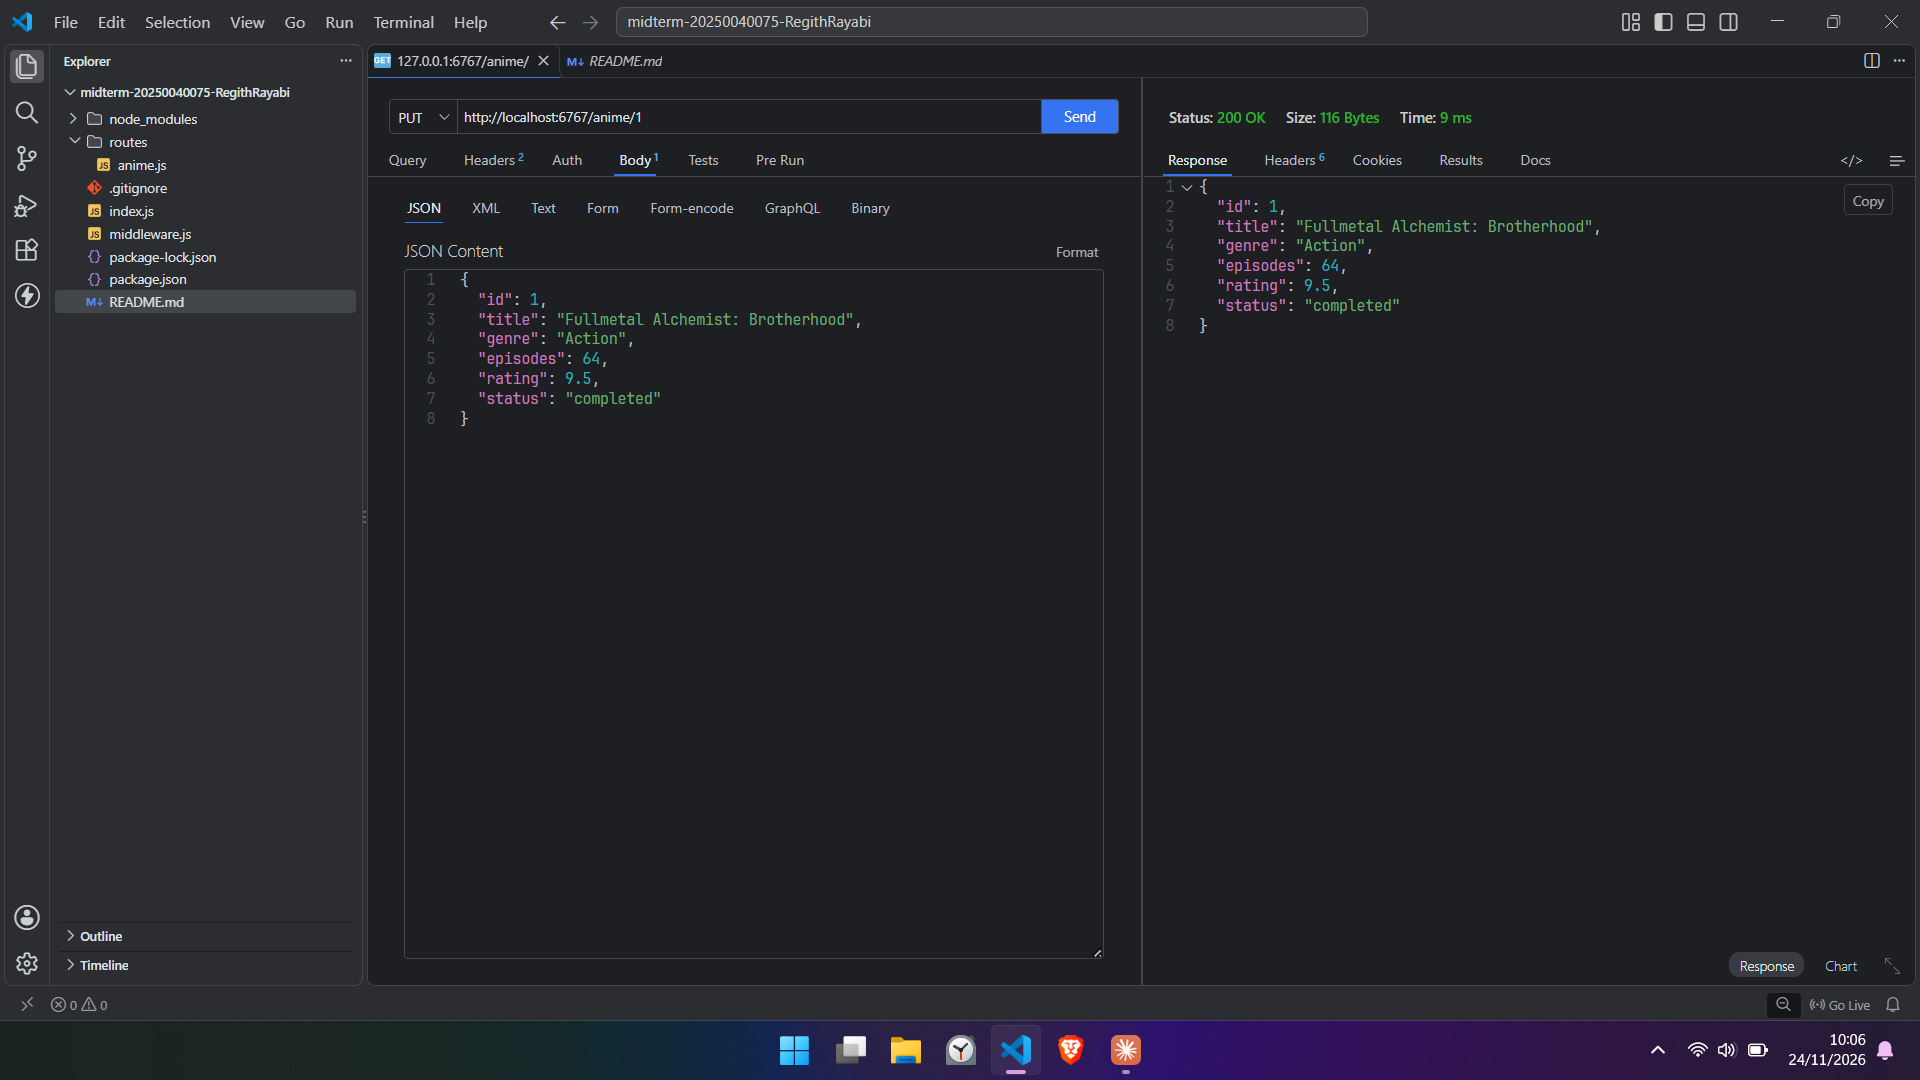 File Edit Selection View Go Run Terminal Help
midterm-20250040075-RegithRayabi
Explorer
midterm-20250040075-RegithRayabi
node_modules
routes
JS anime.js
.gitignore
JS index.js
JS middleware.js
{} package-lock.json
{} package.json
M↓ README.md
Outline
Timeline
GET 127.0.0.1:6767/anime/
M↓ README.md
PUT http://localhost:6767/anime/1 Send
Query Headers 2 Auth Body 1 Tests Pre Run
JSON XML Text Form Form-encode GraphQL Binary
JSON Content Format
1 {
2 "id": 1,
3 "title": "Fullmetal Alchemist: Brotherhood",
4 "genre": "Action",
5 "episodes": 64,
6 "rating": 9.5,
7 "status": "completed"
8 }
Status: 200 OK Size: 116 Bytes Time: 9 ms
Response Headers 6 Cookies Results Docs </>
Copy
1 {
2 "id": 1,
3 "title": "Fullmetal Alchemist: Brotherhood",
4 "genre": "Action",
5 "episodes": 64,
6 "rating": 9.5,
7 "status": "completed"
8 }
Response Chart
0 0
Go Live
10:06
24/11/2026